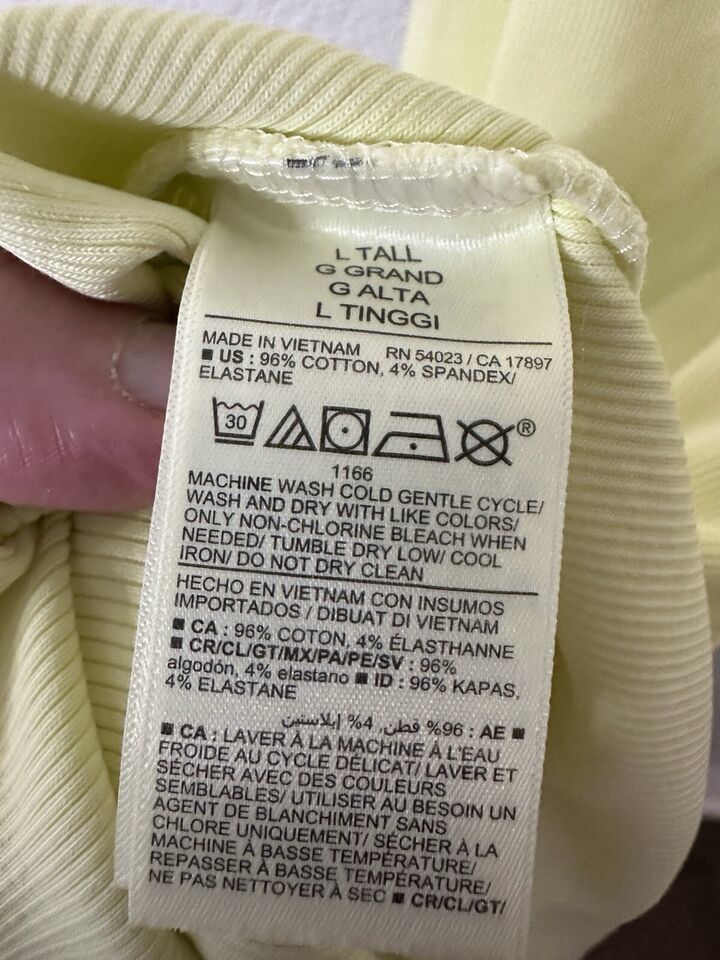 L TALL
G GRAND
G ALTA
L TINGGI
MADE IN VIETNAM RN 54023 / CA 17897
■ US : 96% COTTON, 4% SPANDEX/
ELASTANE
30 ®
1166
MACHINE WASH COLD GENTLE CYCLE/
WASH AND DRY WITH LIKE COLORS/
ONLY NON-CHLORINE BLEACH WHEN
NEEDED/ TUMBLE DRY LOW/ COOL
IRON/ DO NOT DRY CLEAN
HECHO EN VIETNAM CON INSUMOS
IMPORTADOS / DIBUAT DI VIETNAM
■ CA : 96% COTON, 4% ÉLASTHANNE
■ CR/CL/GT/MX/PA/PE/SV : 96%
algodón, 4% elastano ■ ID : 96% KAPAS,
4% ELASTANE
■ AE : 96% قطن، 4% إيلاستين
■ CA : LAVER À LA MACHINE À L'EAU
FROIDE AU CYCLE DÉLICAT/ LAVER ET
SÉCHER AVEC DES COULEURS
SEMBLABLES/ UTILISER AU BESOIN UN
AGENT DE BLANCHIMENT SANS
CHLORE UNIQUEMENT/ SÉCHER À LA
MACHINE À BASSE TEMPÉRATURE/
REPASSER À BASSE TEMPÉRATURE/
NE PAS NETTOYER À SEC ■ CR/CL/GT/